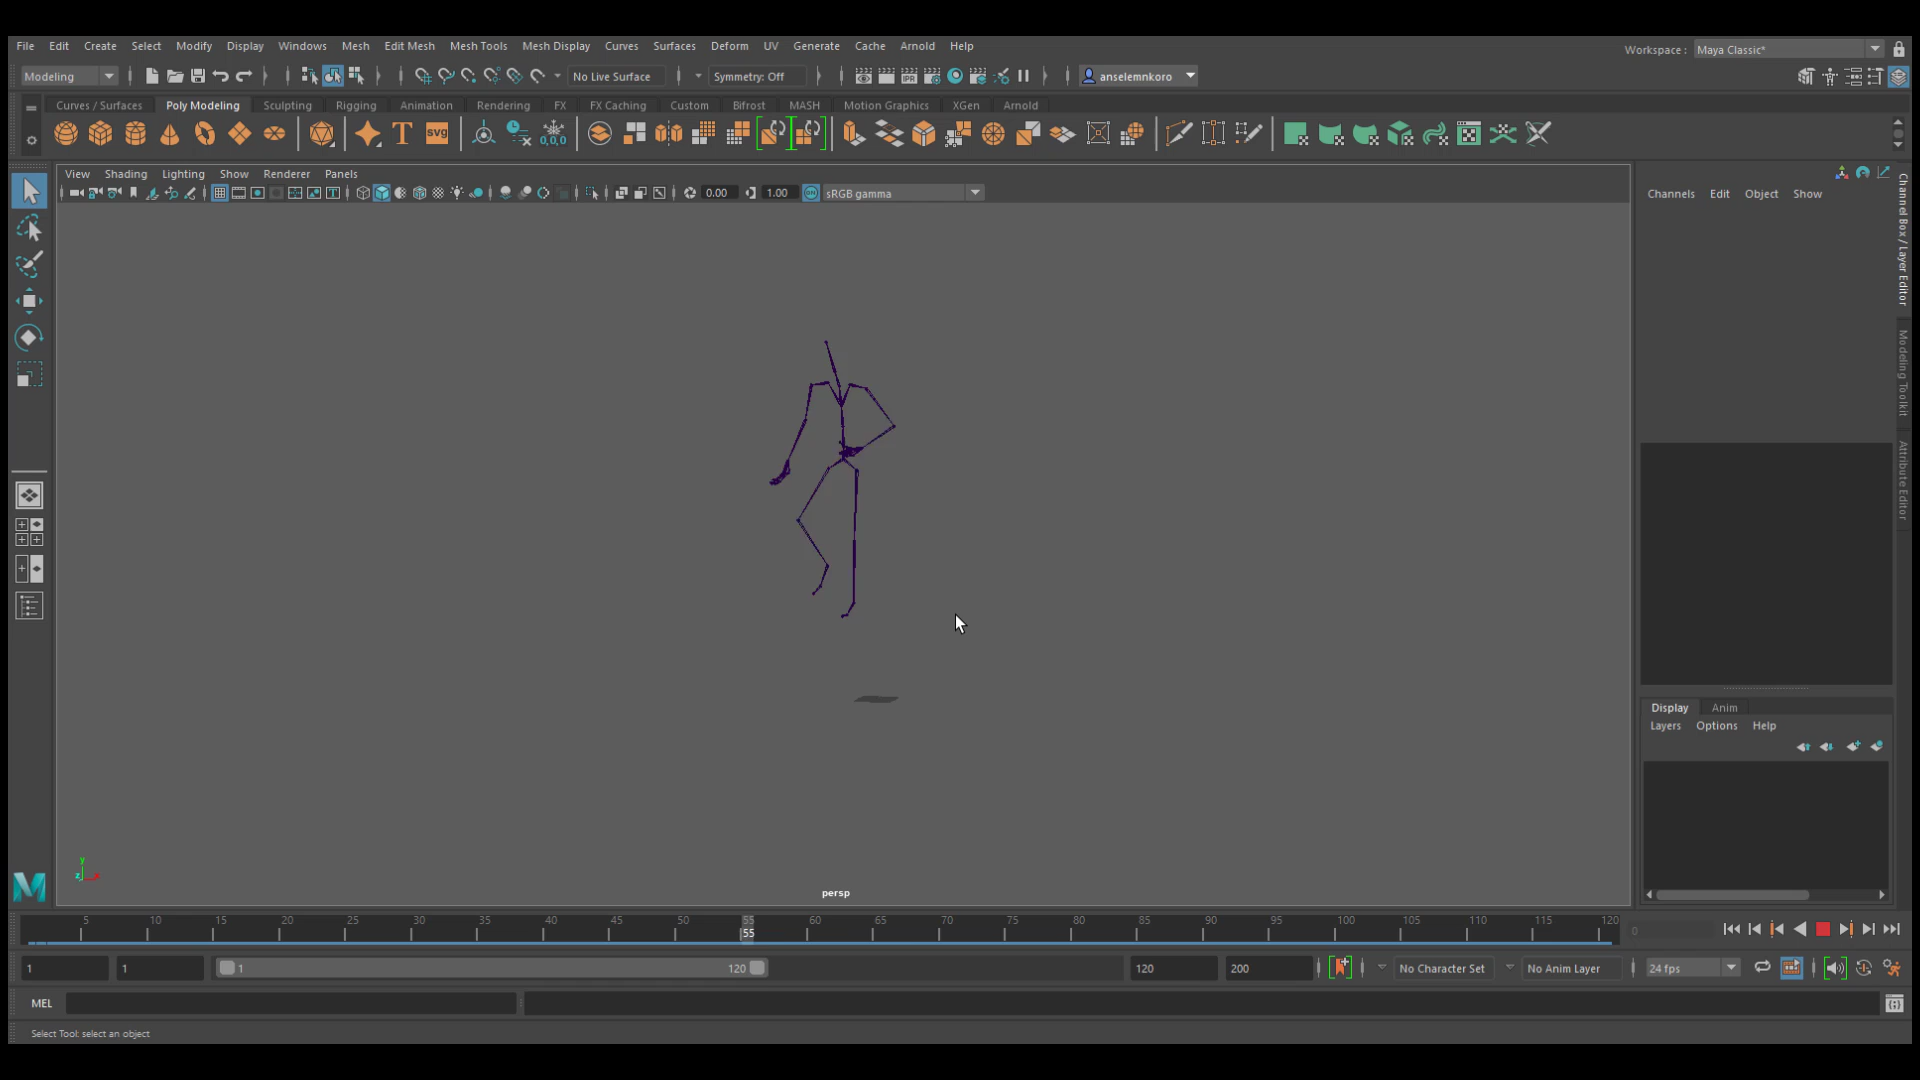 File Edit Create Select Modify Display Windows Mesh Edit Mesh Mesh Tools Mesh Display Curves Surfaces Deform UV Generate Cache Arnold Help
Workspace : Maya Classic*
Modeling No Live Surface Symmetry: Off IPR anselemnkoro
Curves / Surfaces Poly Modeling Sculpting Rigging Animation Rendering FX FX Caching Custom Bifrost MASH Motion Graphics XGen Arnold
T svg 0,0,0
View Shading Lighting Show Renderer Panels
0.00 1.00 ON sRGB gamma
Channels Edit Object Show
Channel Box / Layer Editor
Modeling Toolkit
Attribute Editor
Display Anim
Layers Options Help
y
z x
persp
5 10 15 20 25 30 35 40 45 50 55 60 65 70 75 80 85 90 95 100 105 110 115 120
55
0
1 1 1 120 120 200 No Character Set No Anim Layer 24 fps
MEL
Select Tool: select an object